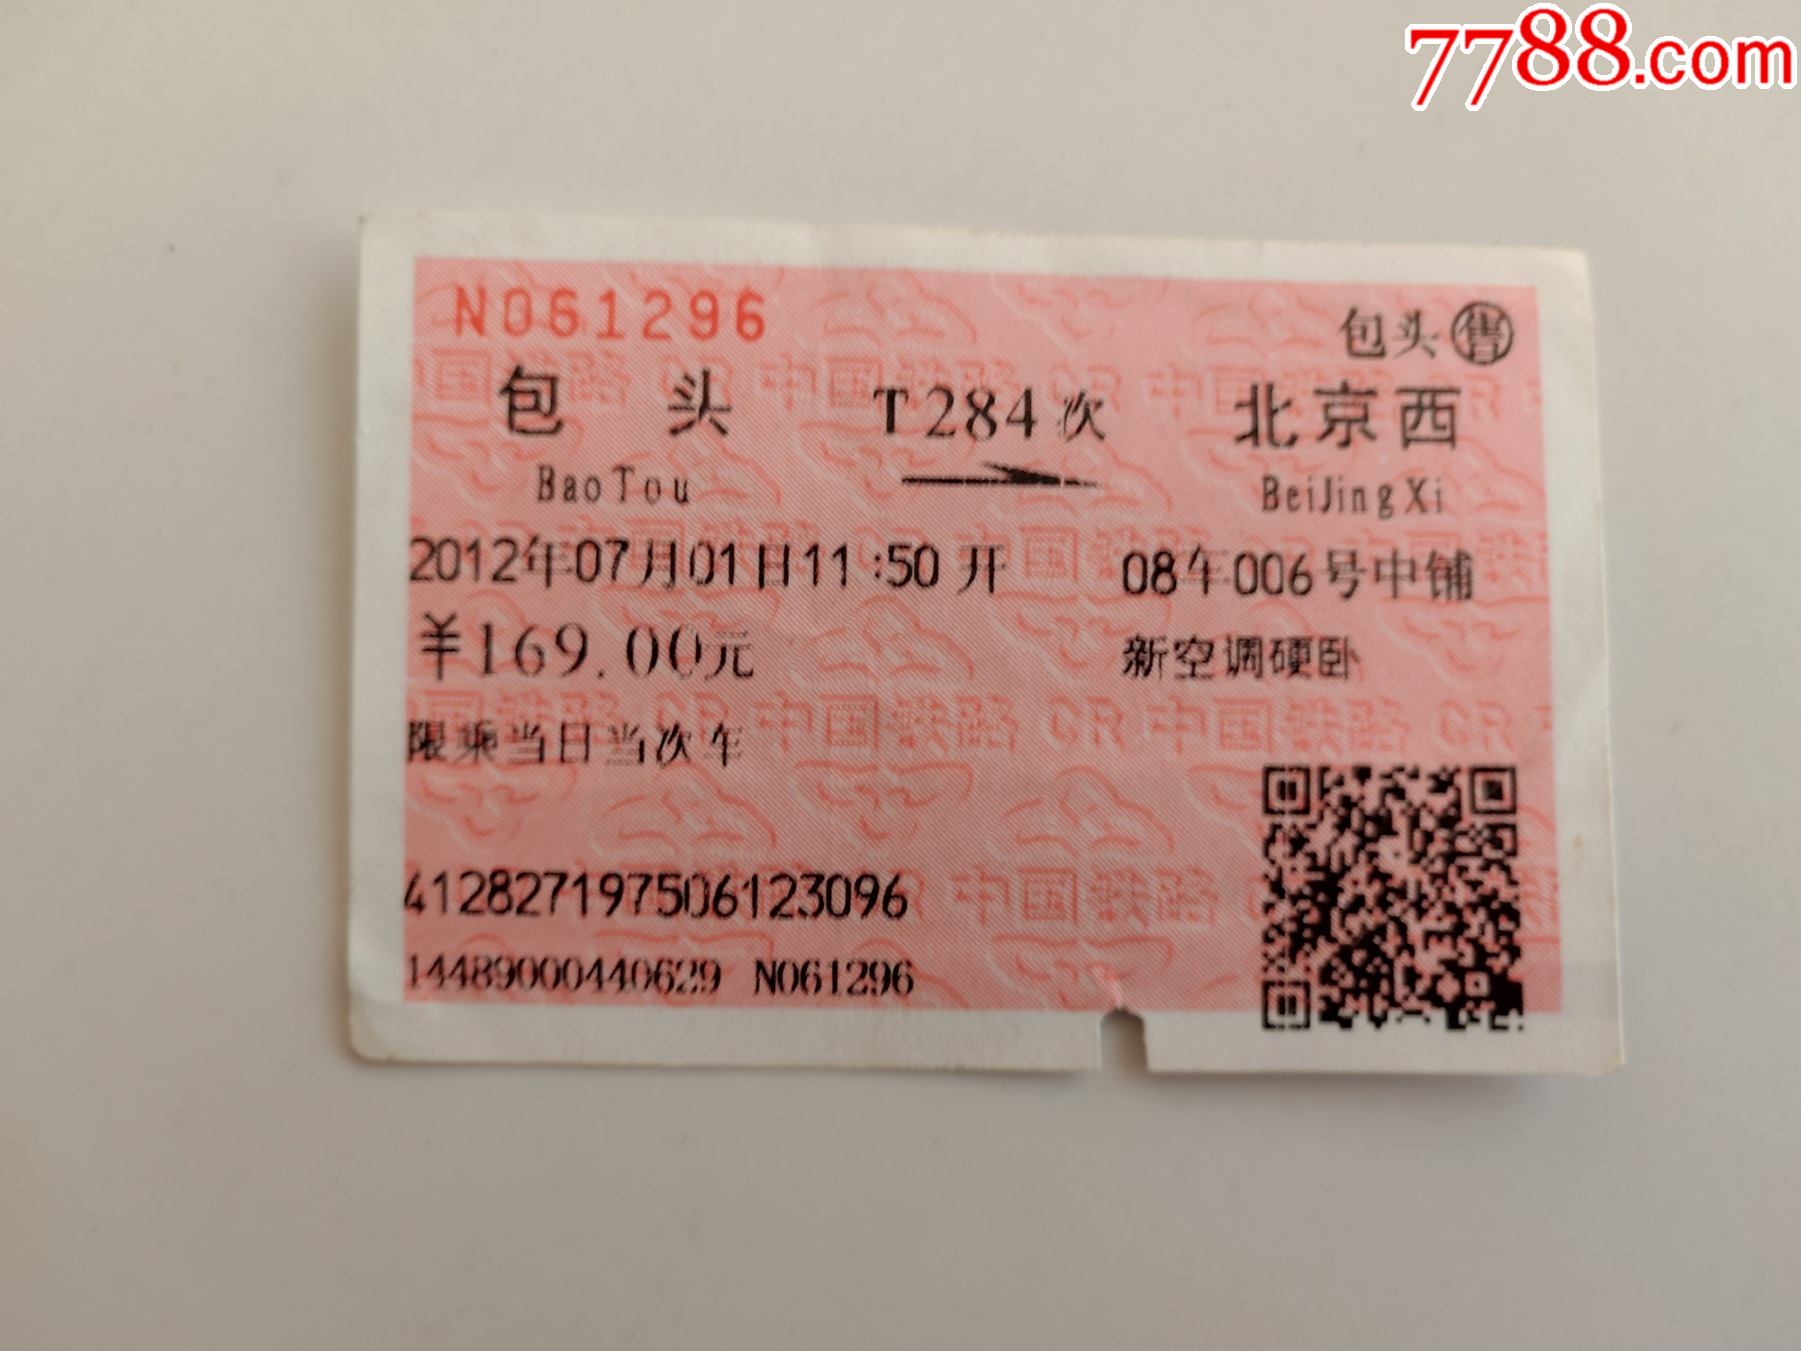 7788.com
N061296
包头售
包头 T284次 北京西
BaoTou BeiJingXi
2012年07月01日11:50开 08车006号中铺
¥169.00元 新空调硬卧
限乘当日当次车
412827197506123096
14489000440629 N061296